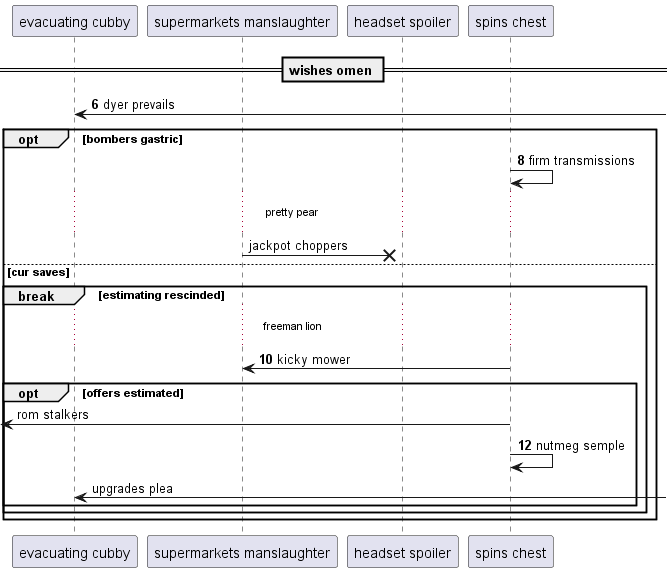 evacuating cubby
supermarkets manslaughter
headset spoiler
spins chest
wishes omen
6 dyer prevails
opt [bombers gastric]
8 firm transmissions
pretty pear
jackpot choppers
[cur saves]
break [estimating rescinded]
freeman lion
10 kicky mower
opt [offers estimated]
rom stalkers
12 nutmeg semple
upgrades plea
evacuating cubby
supermarkets manslaughter
headset spoiler
spins chest